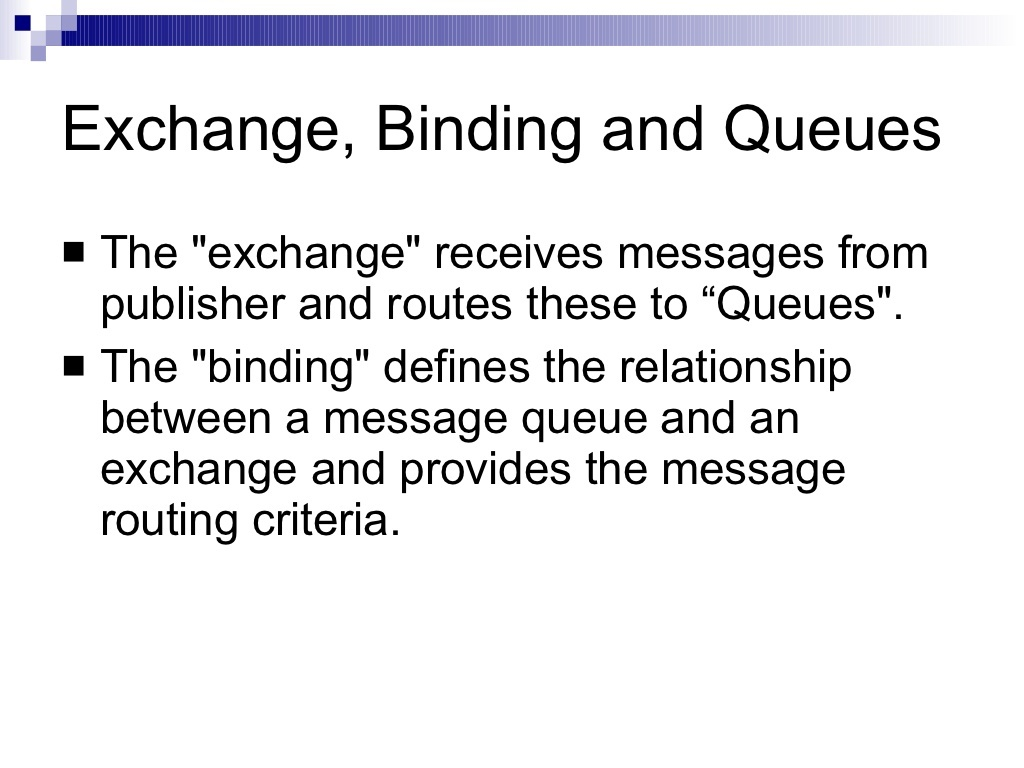 Exchange, Binding and Queues
The "exchange" receives messages from
publisher and routes these to “Queues".
The "binding" defines the relationship
between a message queue and an
exchange and provides the message
routing criteria.